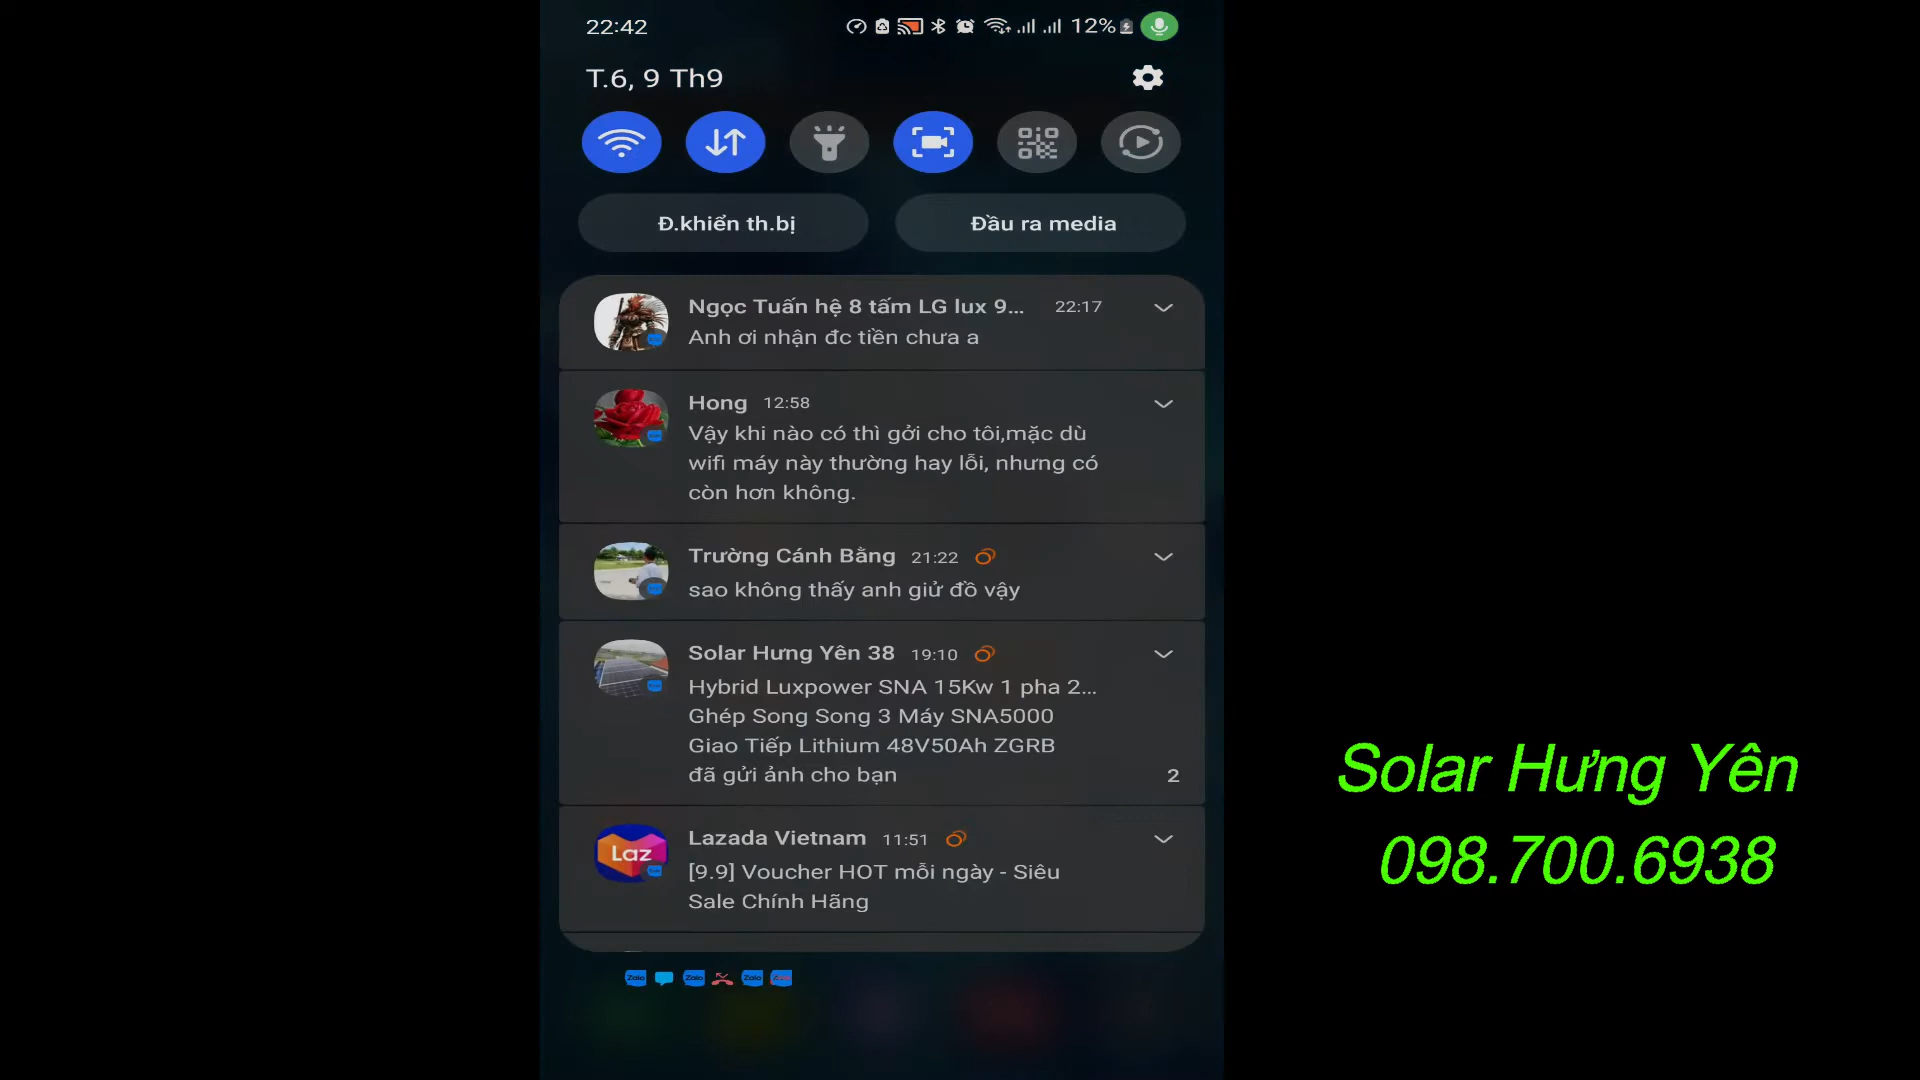 22:42
12%
T.6, 9 Th9
Đ.khiển th.bị
Đầu ra media
Ngọc Tuấn hệ 8 tấm LG lux 9... 22:17
Anh ơi nhận đc tiền chưa a
Hong 12:58
Vậy khi nào có thì gởi cho tôi,mặc dù
wifi máy này thường hay lỗi, nhưng có
còn hơn không.
Trường Cánh Bằng 21:22
sao không thấy anh giử đồ vậy
Solar Hưng Yên 38 19:10
Hybrid Luxpower SNA 15Kw 1 pha 2...
Ghép Song Song 3 Máy SNA5000
Giao Tiếp Lithium 48V50Ah ZGRB
đã gửi ảnh cho bạn 2
Laz
Lazada Vietnam 11:51
[9.9] Voucher HOT mỗi ngày - Siêu
Sale Chính Hãng
Zalo Zalo Zalo
Solar Hưng Yên
098.700.6938